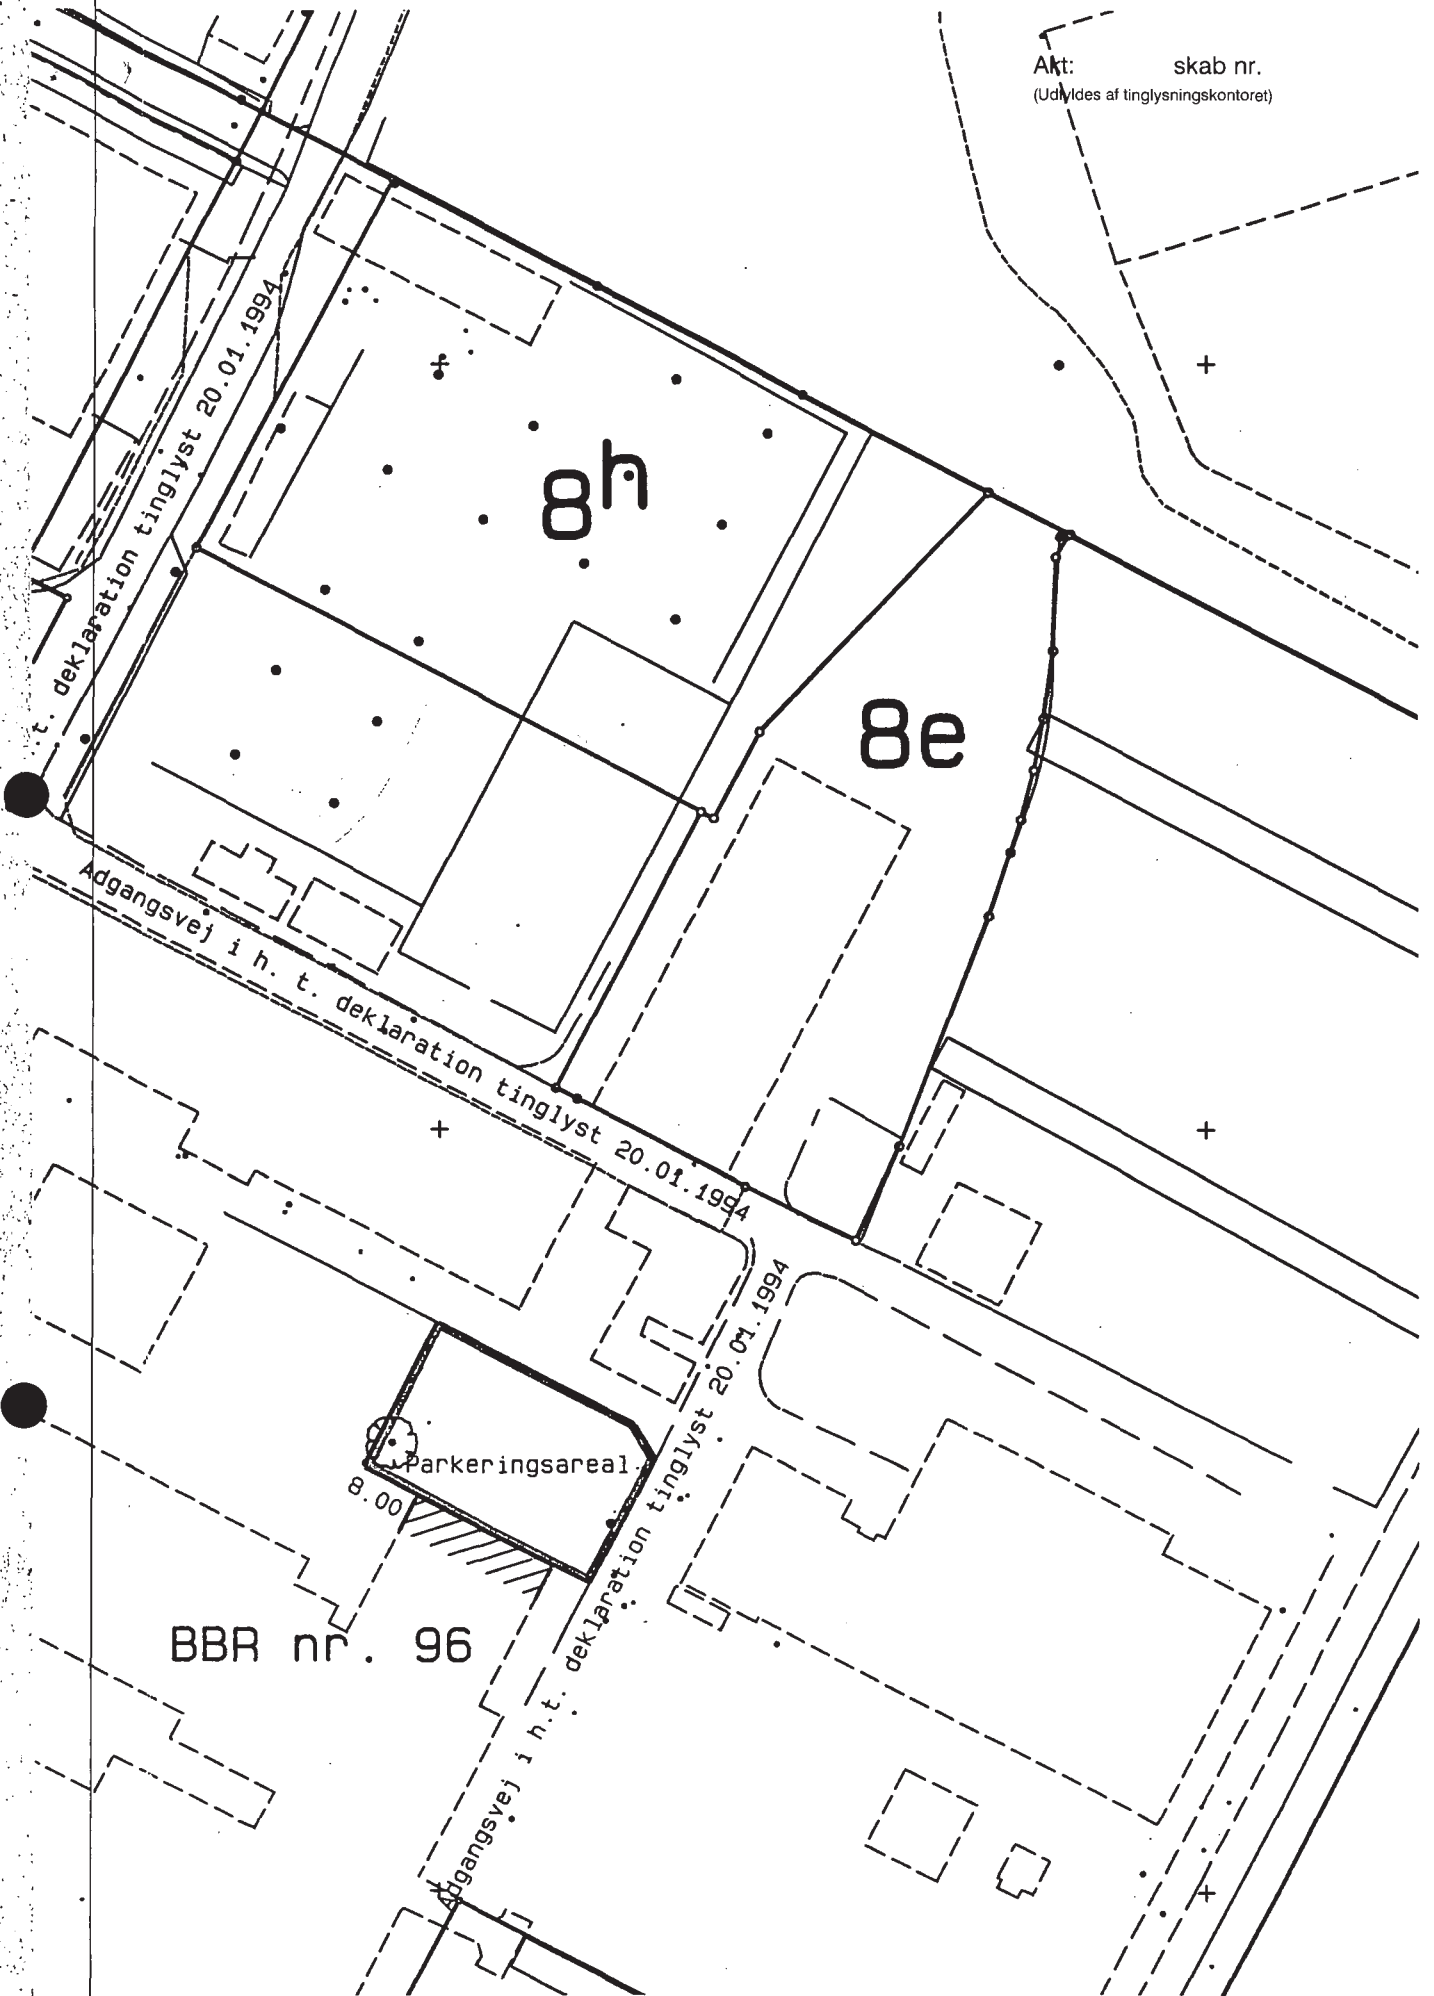 Akt: skab nr.
(Udfyldes af tinglysningskontoret)
t. deklaration tinglyst 20.01.1994
8h
8e
Adgangsvej i h. t. deklaration tinglyst 20.01.1994
Parkeringsareal
8.00
BBR nr. 96
Adgangsvej i h.t. deklaration tinglyst 20.01.1994